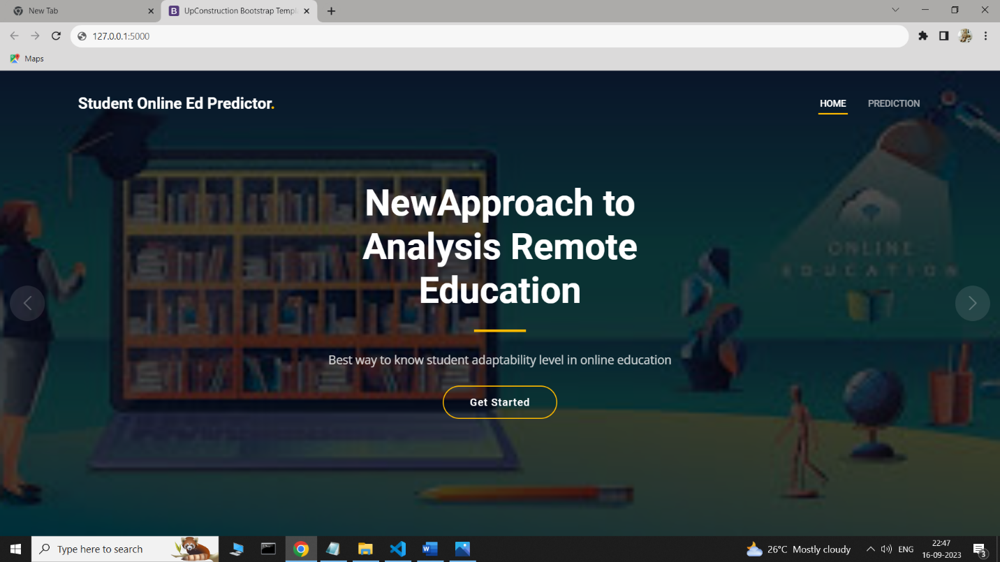 New Tab
UpConstruction Bootstrap Templ
127.0.0.1:5000
Maps
Student Online Ed Predictor.
HOME
PREDICTION
NewApproach to
Analysis Remote
Education
ONLINE
EDUCATION
Best way to know student adaptability level in online education
Get Started
Type here to search
26°C Mostly cloudy
ENG
22:47
16-09-2023
3